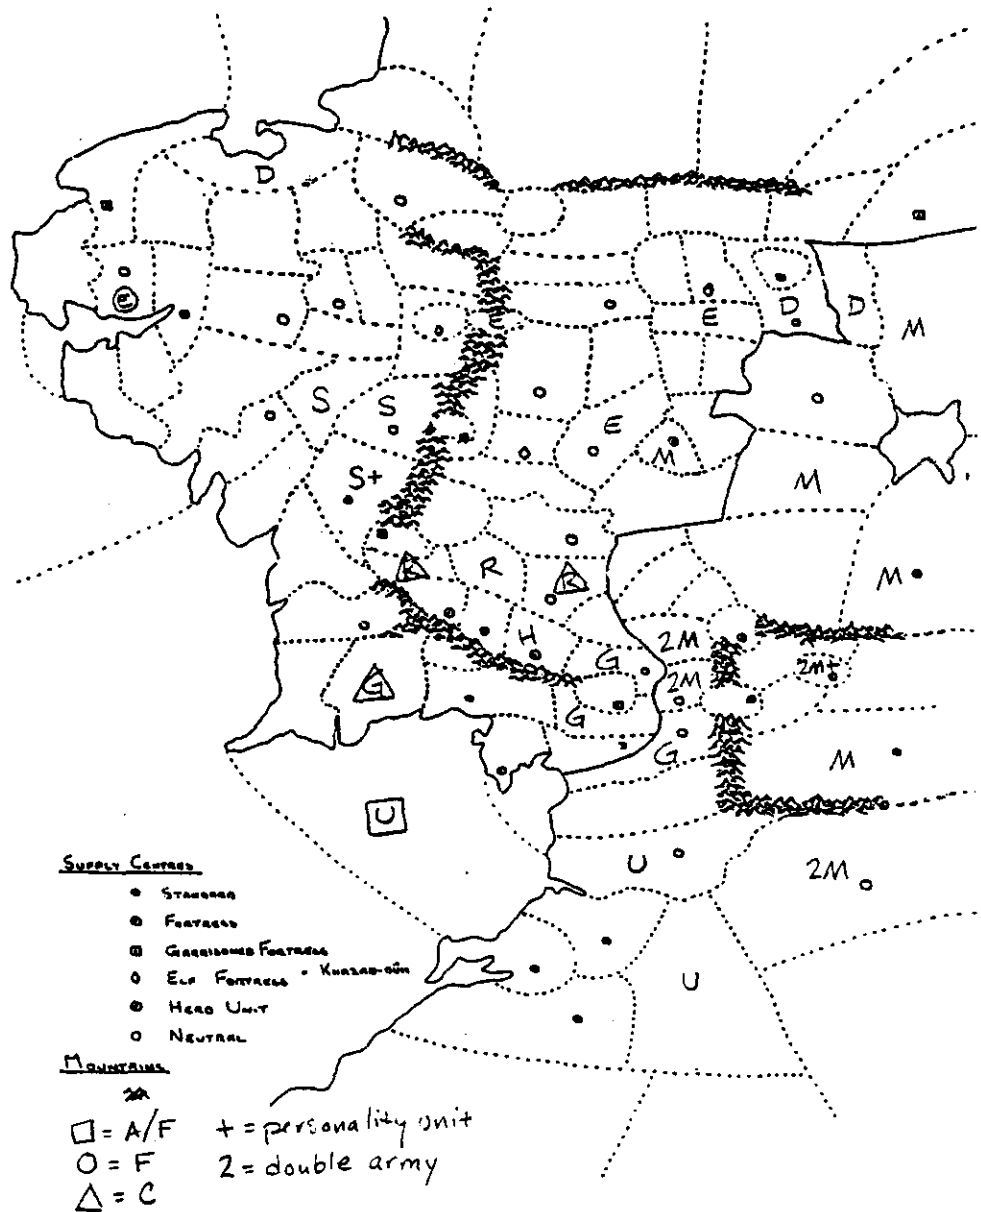 D
E
D
D
M
E
S
S
E
M
M
S+
R
R
R
M
H
G
2M
G
2M
2M+
G
G
M
U
U
2M
U
SUPPLY CENTRES
STANDARD
FORTRESS
GARRISONED FORTRESS
ELF FORTRESS • KHAZAD-DÛM
HERO UNIT
NEUTRAL
MOUNTAINS
□ = A/F + = personality unit
○ = F 2 = double army
△ = C